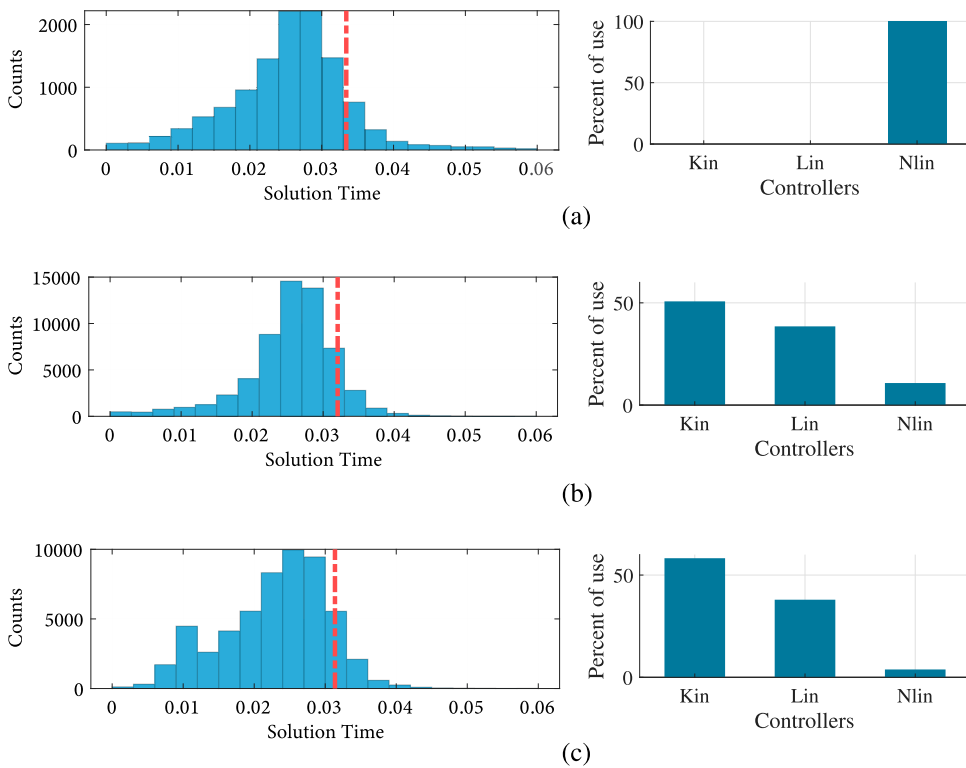 2000
1000
0
Counts
0 0.01 0.02 0.03 0.04 0.05 0.06
Solution Time
100
50
0
Percent of use
Kin Lin Nlin
Controllers
(a)
15000
10000
5000
0
Counts
0 0.01 0.02 0.03 0.04 0.05 0.06
Solution Time
50
0
Percent of use
Kin Lin Nlin
Controllers
(b)
10000
5000
0
Counts
0 0.01 0.02 0.03 0.04 0.05 0.06
Solution Time
50
0
Percent of use
Kin Lin Nlin
Controllers
(c)